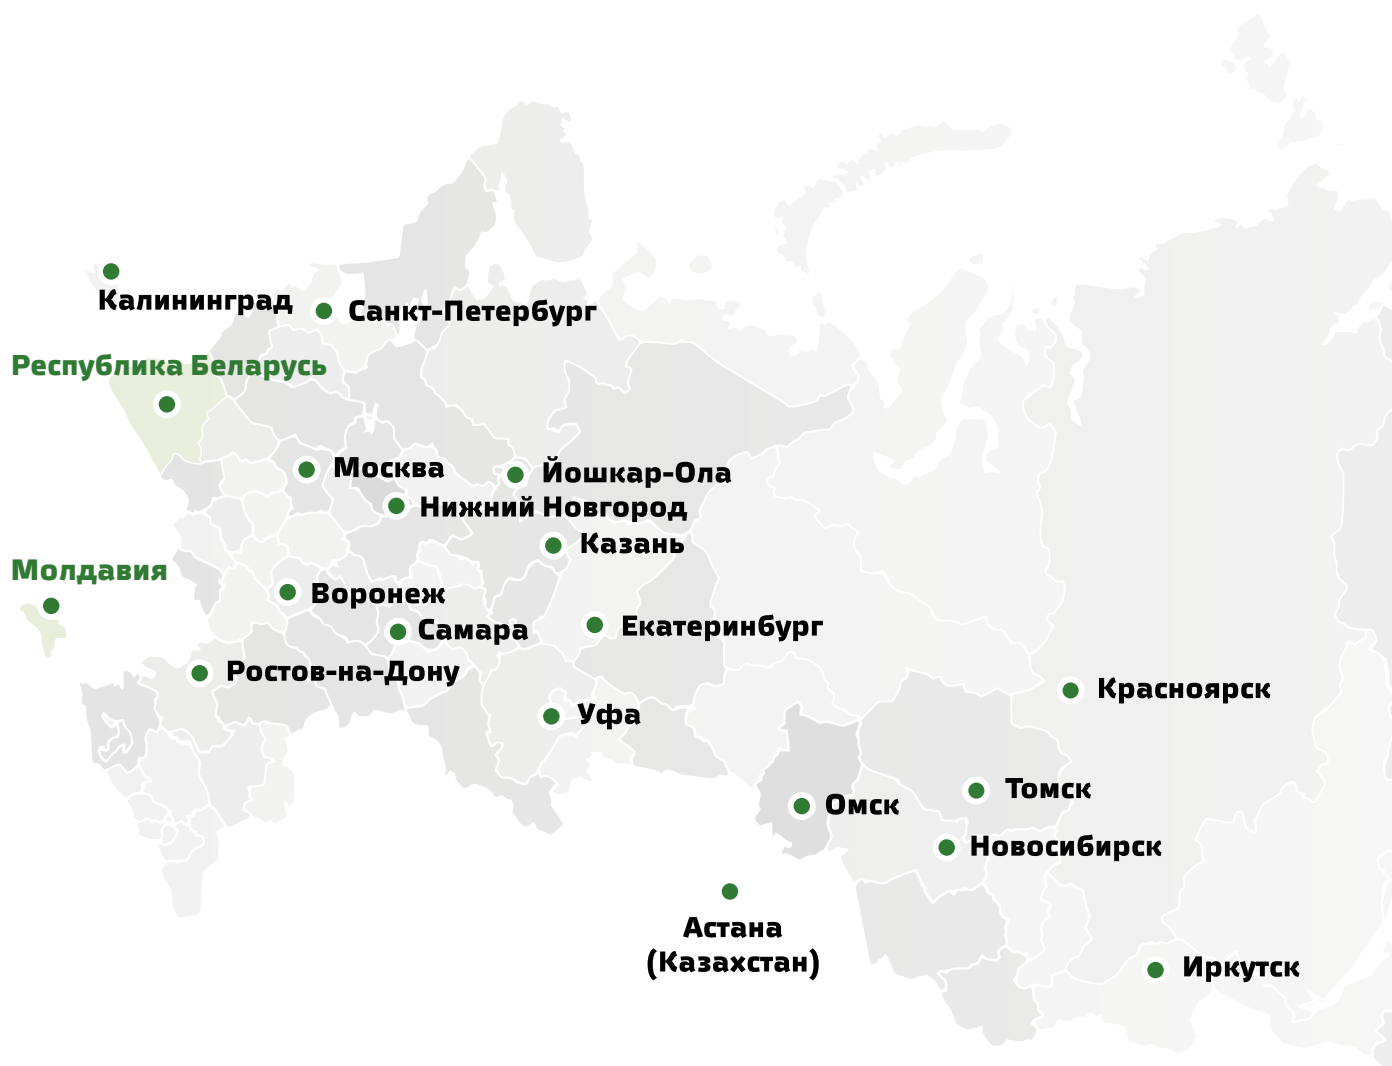 Калининград
Санкт-Петербург
Республика Беларусь
Москва
Йошкар-Ола
Нижний Новгород
Казань
Молдавия
Воронеж
Самара
Екатеринбург
Ростов-на-Дону
Красноярск
Уфа
Томск
Омск
Новосибирск
Астана
(Казахстан)
Иркутск